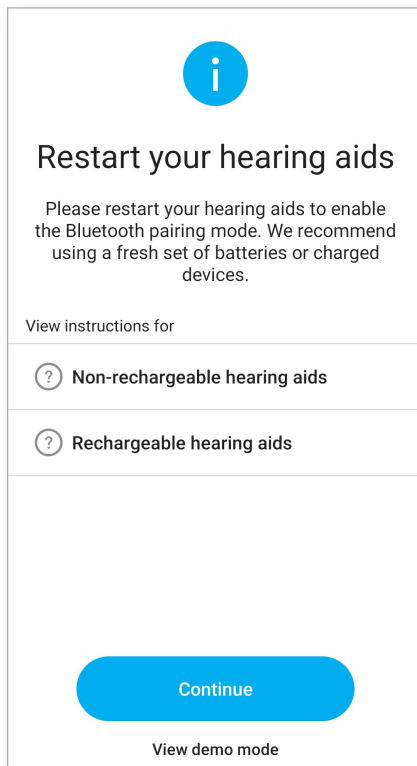 i
Restart your hearing aids
Please restart your hearing aids to enable
the Bluetooth pairing mode. We recommend
using a fresh set of batteries or charged
devices.
View instructions for
? Non-rechargeable hearing aids
? Rechargeable hearing aids
Continue
View demo mode